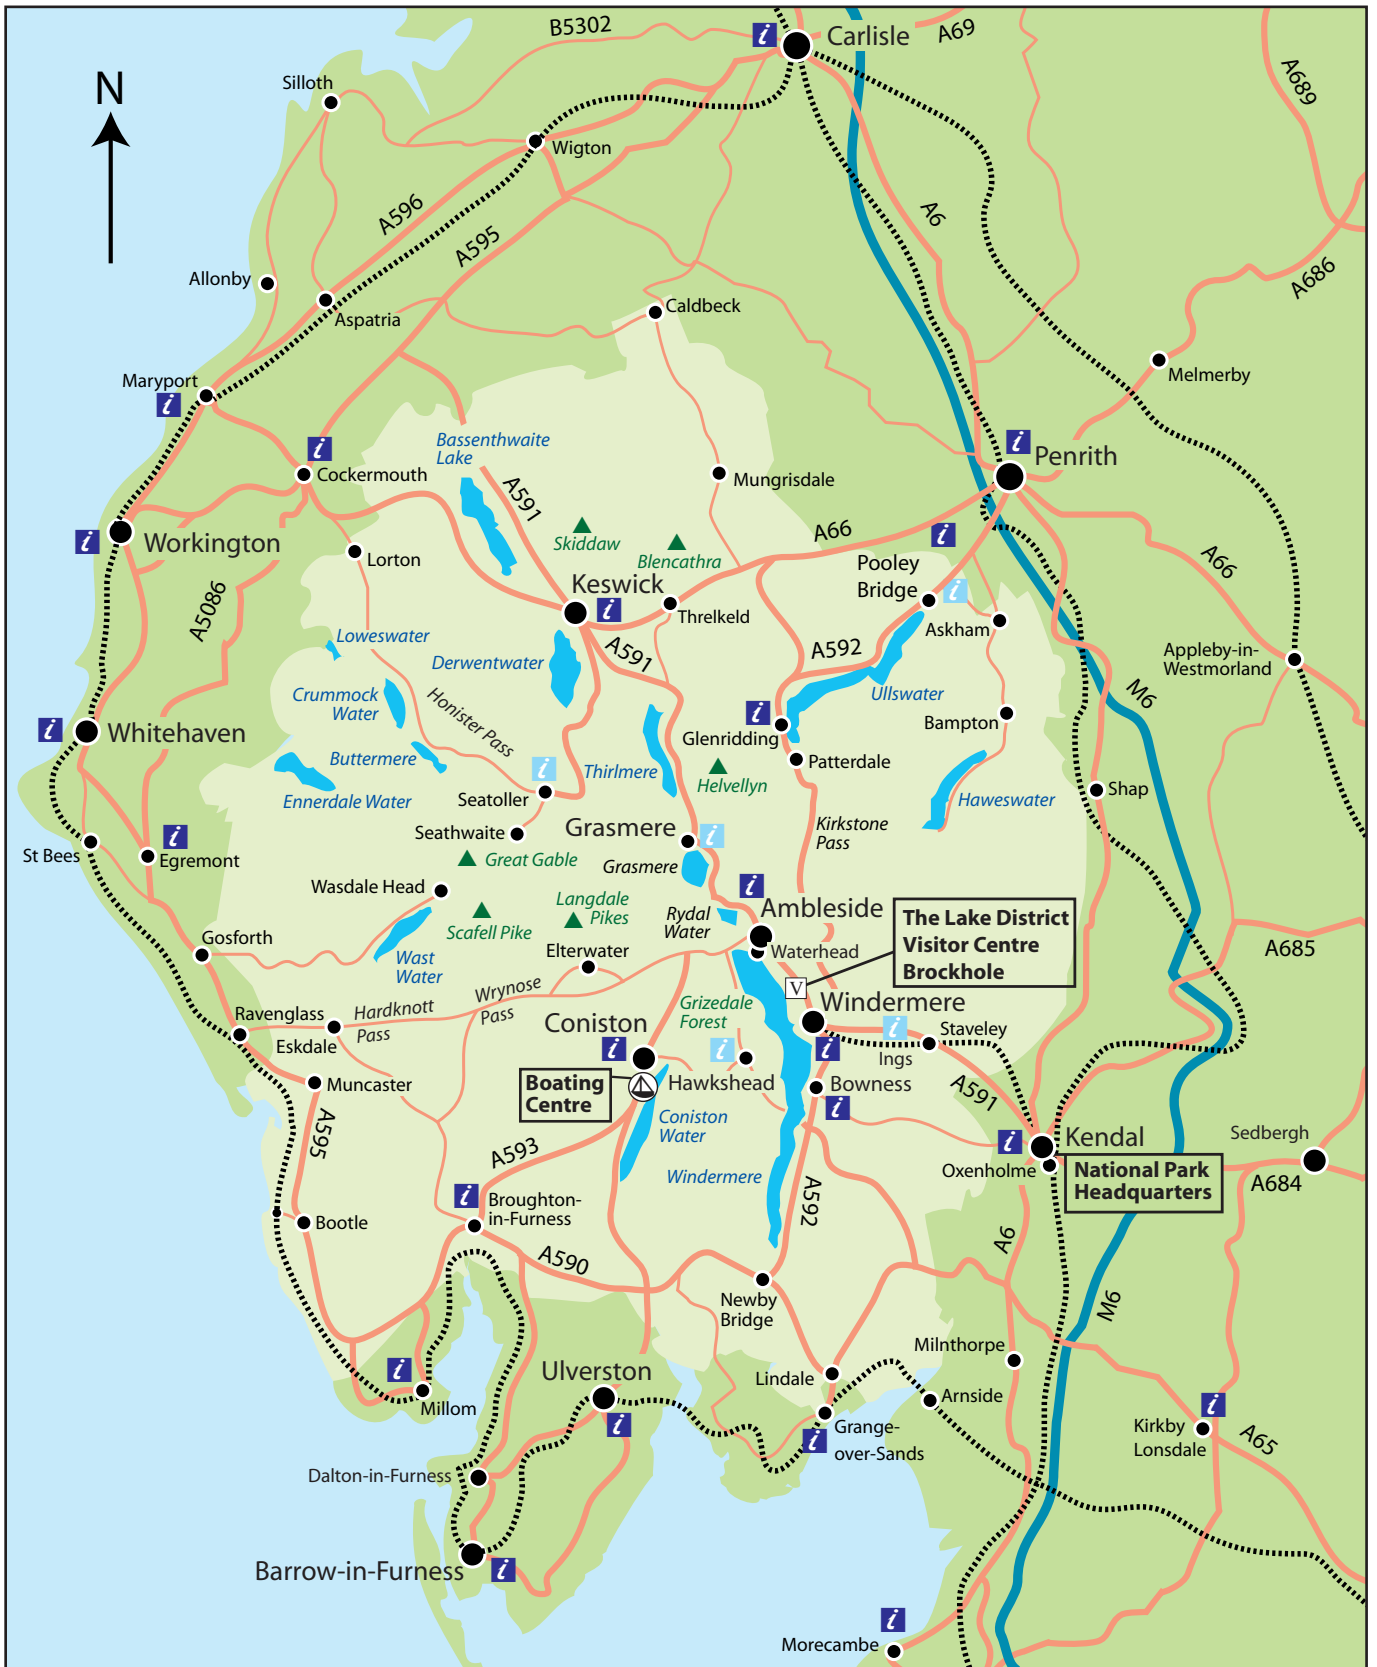 B5302
Carlisle
A69
N
Silloth
A689
Wigton
A596
A6
A595
Allonby
A686
Aspatria
Caldbeck
Maryport
Melmerby
Bassenthwaite
Lake
Cockermouth
Penrith
Mungrisdale
A591
A66
Workington
Skiddaw
Lorton
Blencathra
A66
Pooley
Bridge
Keswick
A5086
Threlkeld
Askham
Loweswater
A591
A592
Derwentwater
Appleby-in-
Westmorland
Crummock
Water
Ullswater
M6
Honister Pass
Bampton
Whitehaven
Glenridding
Buttermere
Patterdale
Thirlmere
Helvellyn
Ennerdale Water
Seatoller
Haweswater
Shap
Seathwaite
Grasmere
Kirkstone
Pass
St Bees
Egremont
Great Gable
Grasmere
Wasdale Head
Langdale
Pikes
Ambleside
The Lake District
Visitor Centre
Brockhole
Rydal
Water
Scafell Pike
Gosforth
Elterwater
Waterhead
A685
Wast
Water
V
Wrynose
Pass
Grizedale
Forest
Windermere
Ravenglass
Hardknott
Pass
Coniston
Staveley
Eskdale
Ings
Muncaster
Boating
Centre
Hawkshead
Bowness
A591
A595
Coniston
Water
Kendal
Sedbergh
A593
Windermere
Oxenholme
National Park
Headquarters
A684
Broughton-
in-Furness
A592
Bootle
A6
A590
Newby
Bridge
M6
Milnthorpe
Ulverston
Lindale
Arnside
Millom
Grange-
over-Sands
Kirkby
Lonsdale
A65
Dalton-in-Furness
Barrow-in-Furness
Morecambe